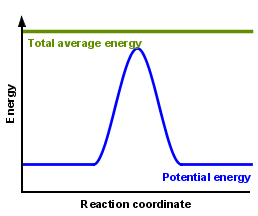 Total average energy
Energy
Potential energy
Reaction coordinate